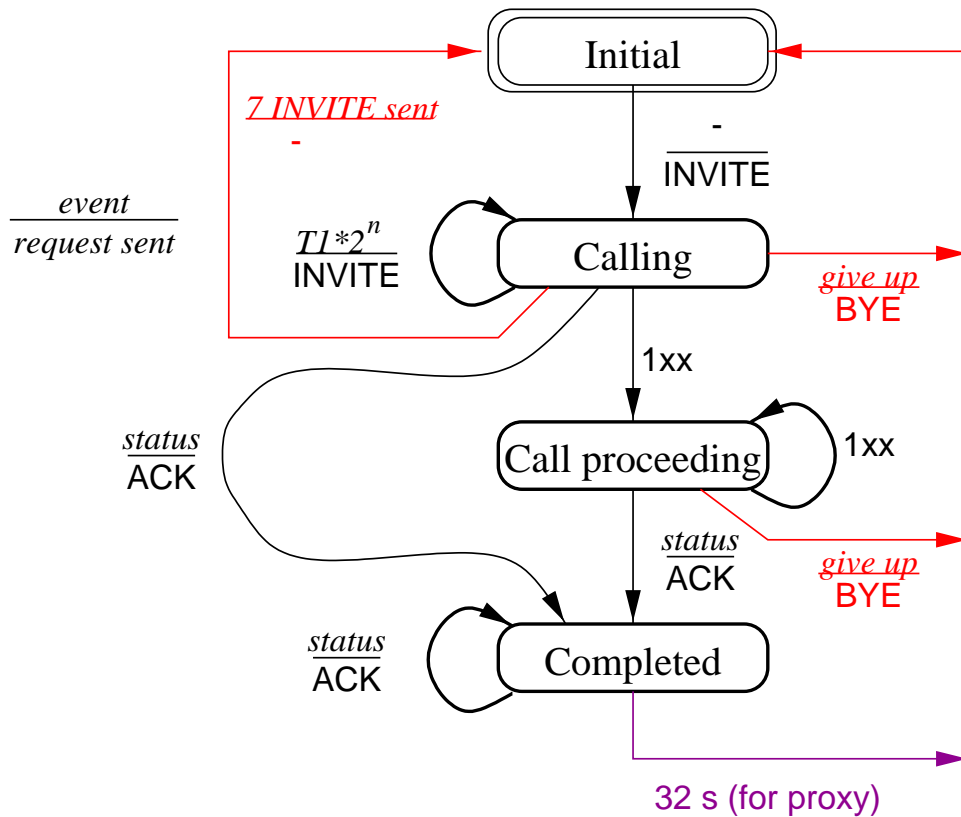 Initial
7 INVITE sent
-
-
INVITE
event
request sent
T1*2^n
INVITE
Calling
give up
BYE
1xx
status
ACK
Call proceeding
1xx
status
ACK
give up
BYE
status
ACK
Completed
32 s (for proxy)